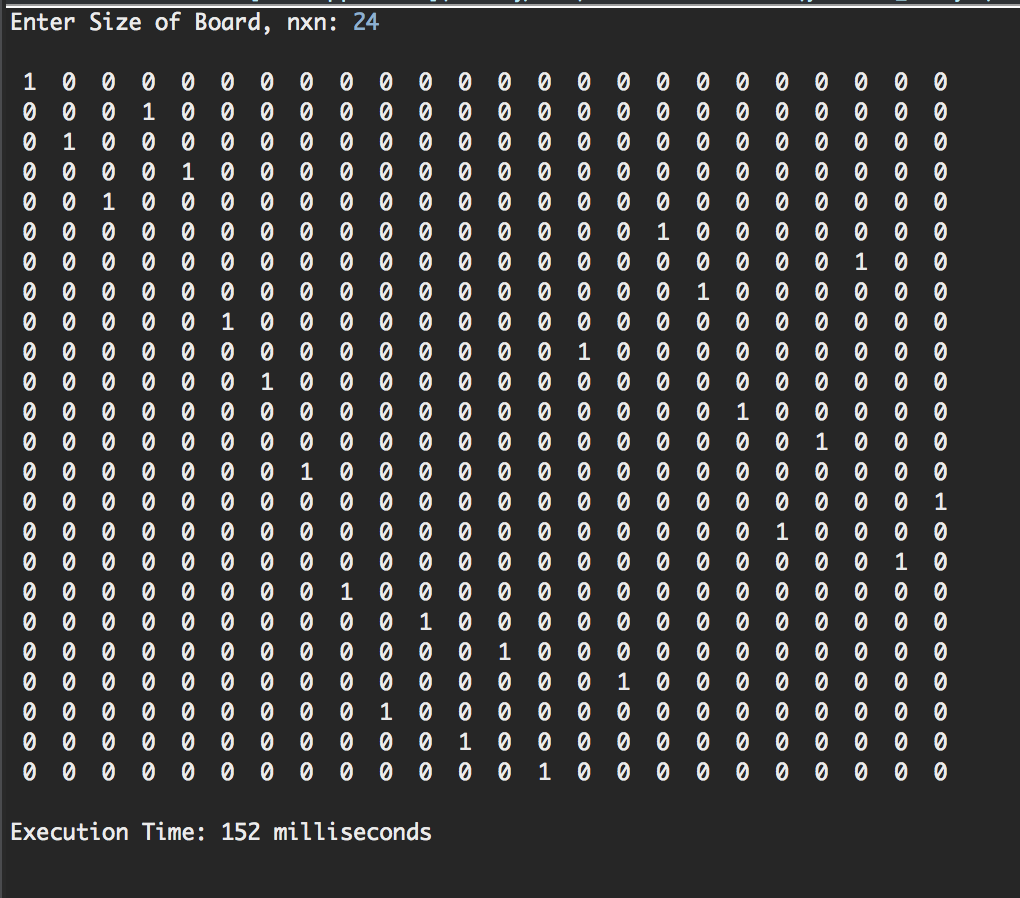 Enter Size of Board, nxn: 24
1 0 0 0 0 0 0 0 0 0 0 0 0 0 0 0 0 0 0 0 0 0 0 0
0 0 0 1 0 0 0 0 0 0 0 0 0 0 0 0 0 0 0 0 0 0 0 0
0 1 0 0 0 0 0 0 0 0 0 0 0 0 0 0 0 0 0 0 0 0 0 0
0 0 0 0 1 0 0 0 0 0 0 0 0 0 0 0 0 0 0 0 0 0 0 0
0 0 1 0 0 0 0 0 0 0 0 0 0 0 0 0 0 0 0 0 0 0 0 0
0 0 0 0 0 0 0 0 0 0 0 0 0 0 0 0 1 0 0 0 0 0 0 0
0 0 0 0 0 0 0 0 0 0 0 0 0 0 0 0 0 0 0 0 0 1 0 0
0 0 0 0 0 0 0 0 0 0 0 0 0 0 0 0 0 1 0 0 0 0 0 0
0 0 0 0 0 1 0 0 0 0 0 0 0 0 0 0 0 0 0 0 0 0 0 0
0 0 0 0 0 0 0 0 0 0 0 0 0 0 1 0 0 0 0 0 0 0 0 0
0 0 0 0 0 0 1 0 0 0 0 0 0 0 0 0 0 0 0 0 0 0 0 0
0 0 0 0 0 0 0 0 0 0 0 0 0 0 0 0 0 0 1 0 0 0 0 0
0 0 0 0 0 0 0 0 0 0 0 0 0 0 0 0 0 0 0 0 1 0 0 0
0 0 0 0 0 0 0 1 0 0 0 0 0 0 0 0 0 0 0 0 0 0 0 0
0 0 0 0 0 0 0 0 0 0 0 0 0 0 0 0 0 0 0 0 0 0 0 1
0 0 0 0 0 0 0 0 0 0 0 0 0 0 0 0 0 0 0 1 0 0 0 0
0 0 0 0 0 0 0 0 0 0 0 0 0 0 0 0 0 0 0 0 0 0 1 0
0 0 0 0 0 0 0 0 1 0 0 0 0 0 0 0 0 0 0 0 0 0 0 0
0 0 0 0 0 0 0 0 0 0 1 0 0 0 0 0 0 0 0 0 0 0 0 0
0 0 0 0 0 0 0 0 0 0 0 0 1 0 0 0 0 0 0 0 0 0 0 0
0 0 0 0 0 0 0 0 0 0 0 0 0 0 0 1 0 0 0 0 0 0 0 0
0 0 0 0 0 0 0 0 0 1 0 0 0 0 0 0 0 0 0 0 0 0 0 0
0 0 0 0 0 0 0 0 0 0 0 1 0 0 0 0 0 0 0 0 0 0 0 0
0 0 0 0 0 0 0 0 0 0 0 0 0 1 0 0 0 0 0 0 0 0 0 0
Execution Time: 152 milliseconds